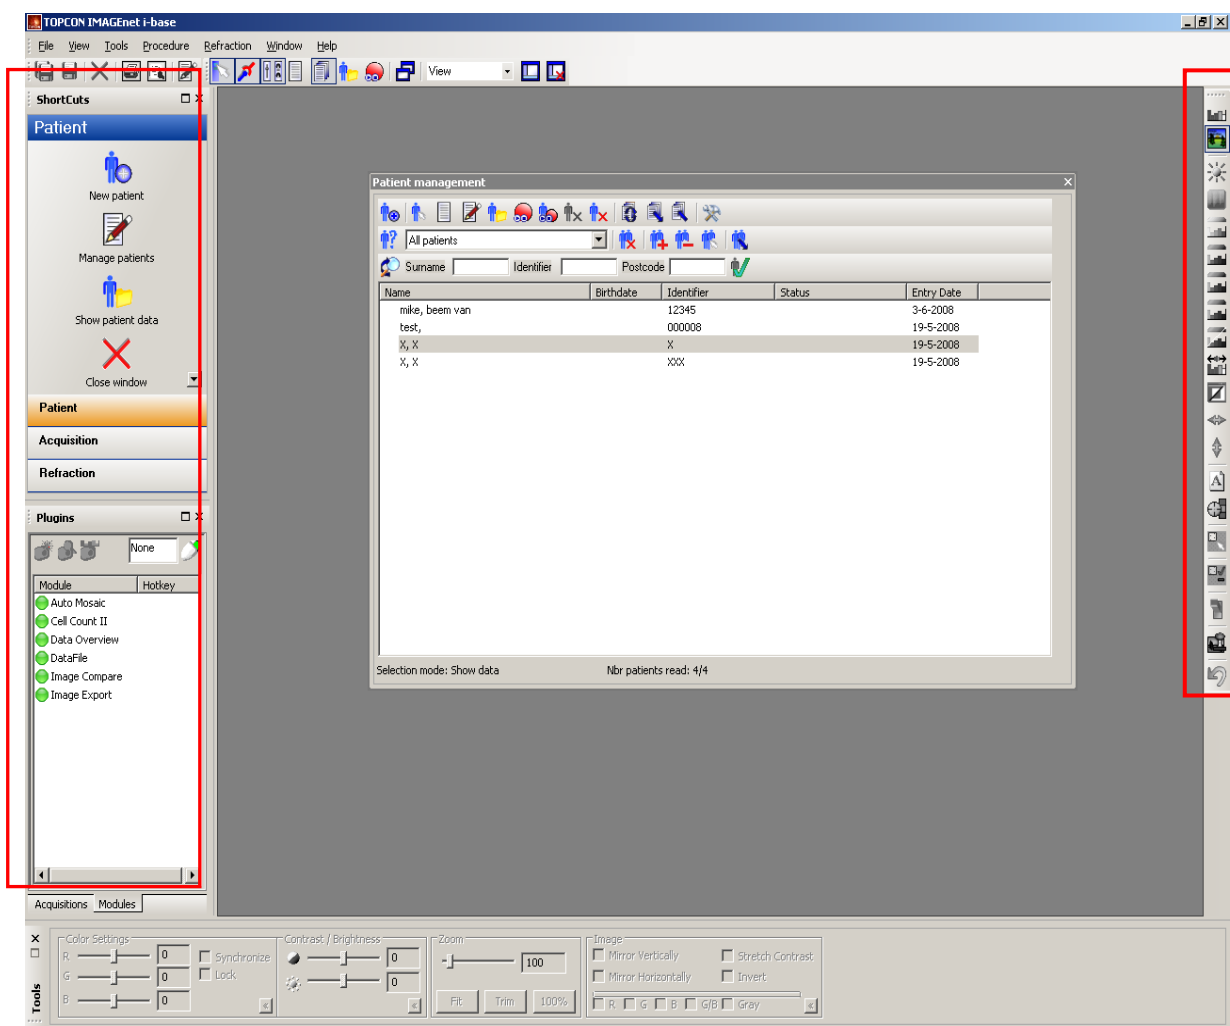 TOPCON IMAGEnet i-base
File View Tools Procedure Refraction Window Help
View
ShortCuts
Patient
New patient
Manage patients
Show patient data
Close window
Patient
Acquisition
Refraction
Plugins
None
Module Hotkey
Auto Mosaic
Cell Count II
Data Overview
DataFile
Image Compare
Image Export
Acquisitions Modules
Patient management
All patients
Surname Identifier Postcode
Name Birthdate Identifier Status Entry Date
mike, beem van 12345 3-6-2008
test, 000008 19-5-2008
X, X X 19-5-2008
X, X XXX 19-5-2008
Selection mode: Show data Nbr patients read: 4/4
Tools
Color Settings
R 0 Synchronize
G 0 Lock
B 0
Contrast / Brightness
0
0
Zoom
100
Fit Trim 100%
Image
Mirror Vertically Stretch Contrast
Mirror Horizontally Invert
R G B G/B Gray